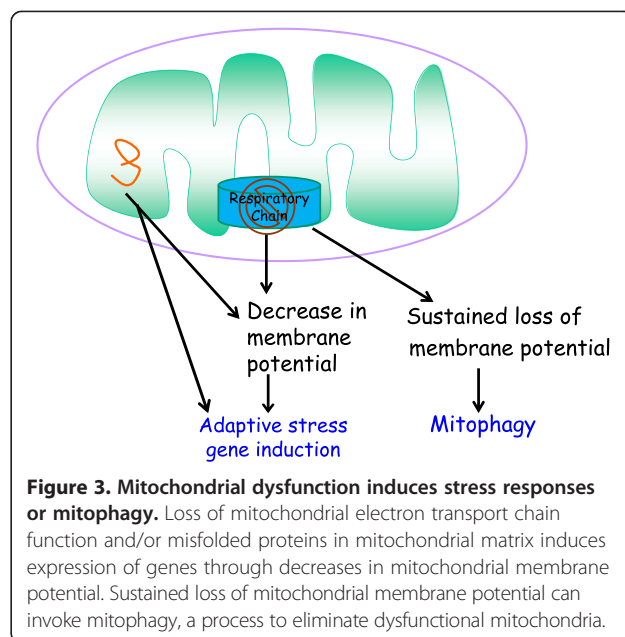 Respiratory
Chain
Decrease in
membrane
potential
Sustained loss of
membrane potential
Adaptive stress
gene induction
Mitophagy
Figure 3. Mitochondrial dysfunction induces stress responses
or mitophagy. Loss of mitochondrial electron transport chain
function and/or misfolded proteins in mitochondrial matrix induces
expression of genes through decreases in mitochondrial membrane
potential. Sustained loss of mitochondrial membrane potential can
invoke mitophagy, a process to eliminate dysfunctional mitochondria.